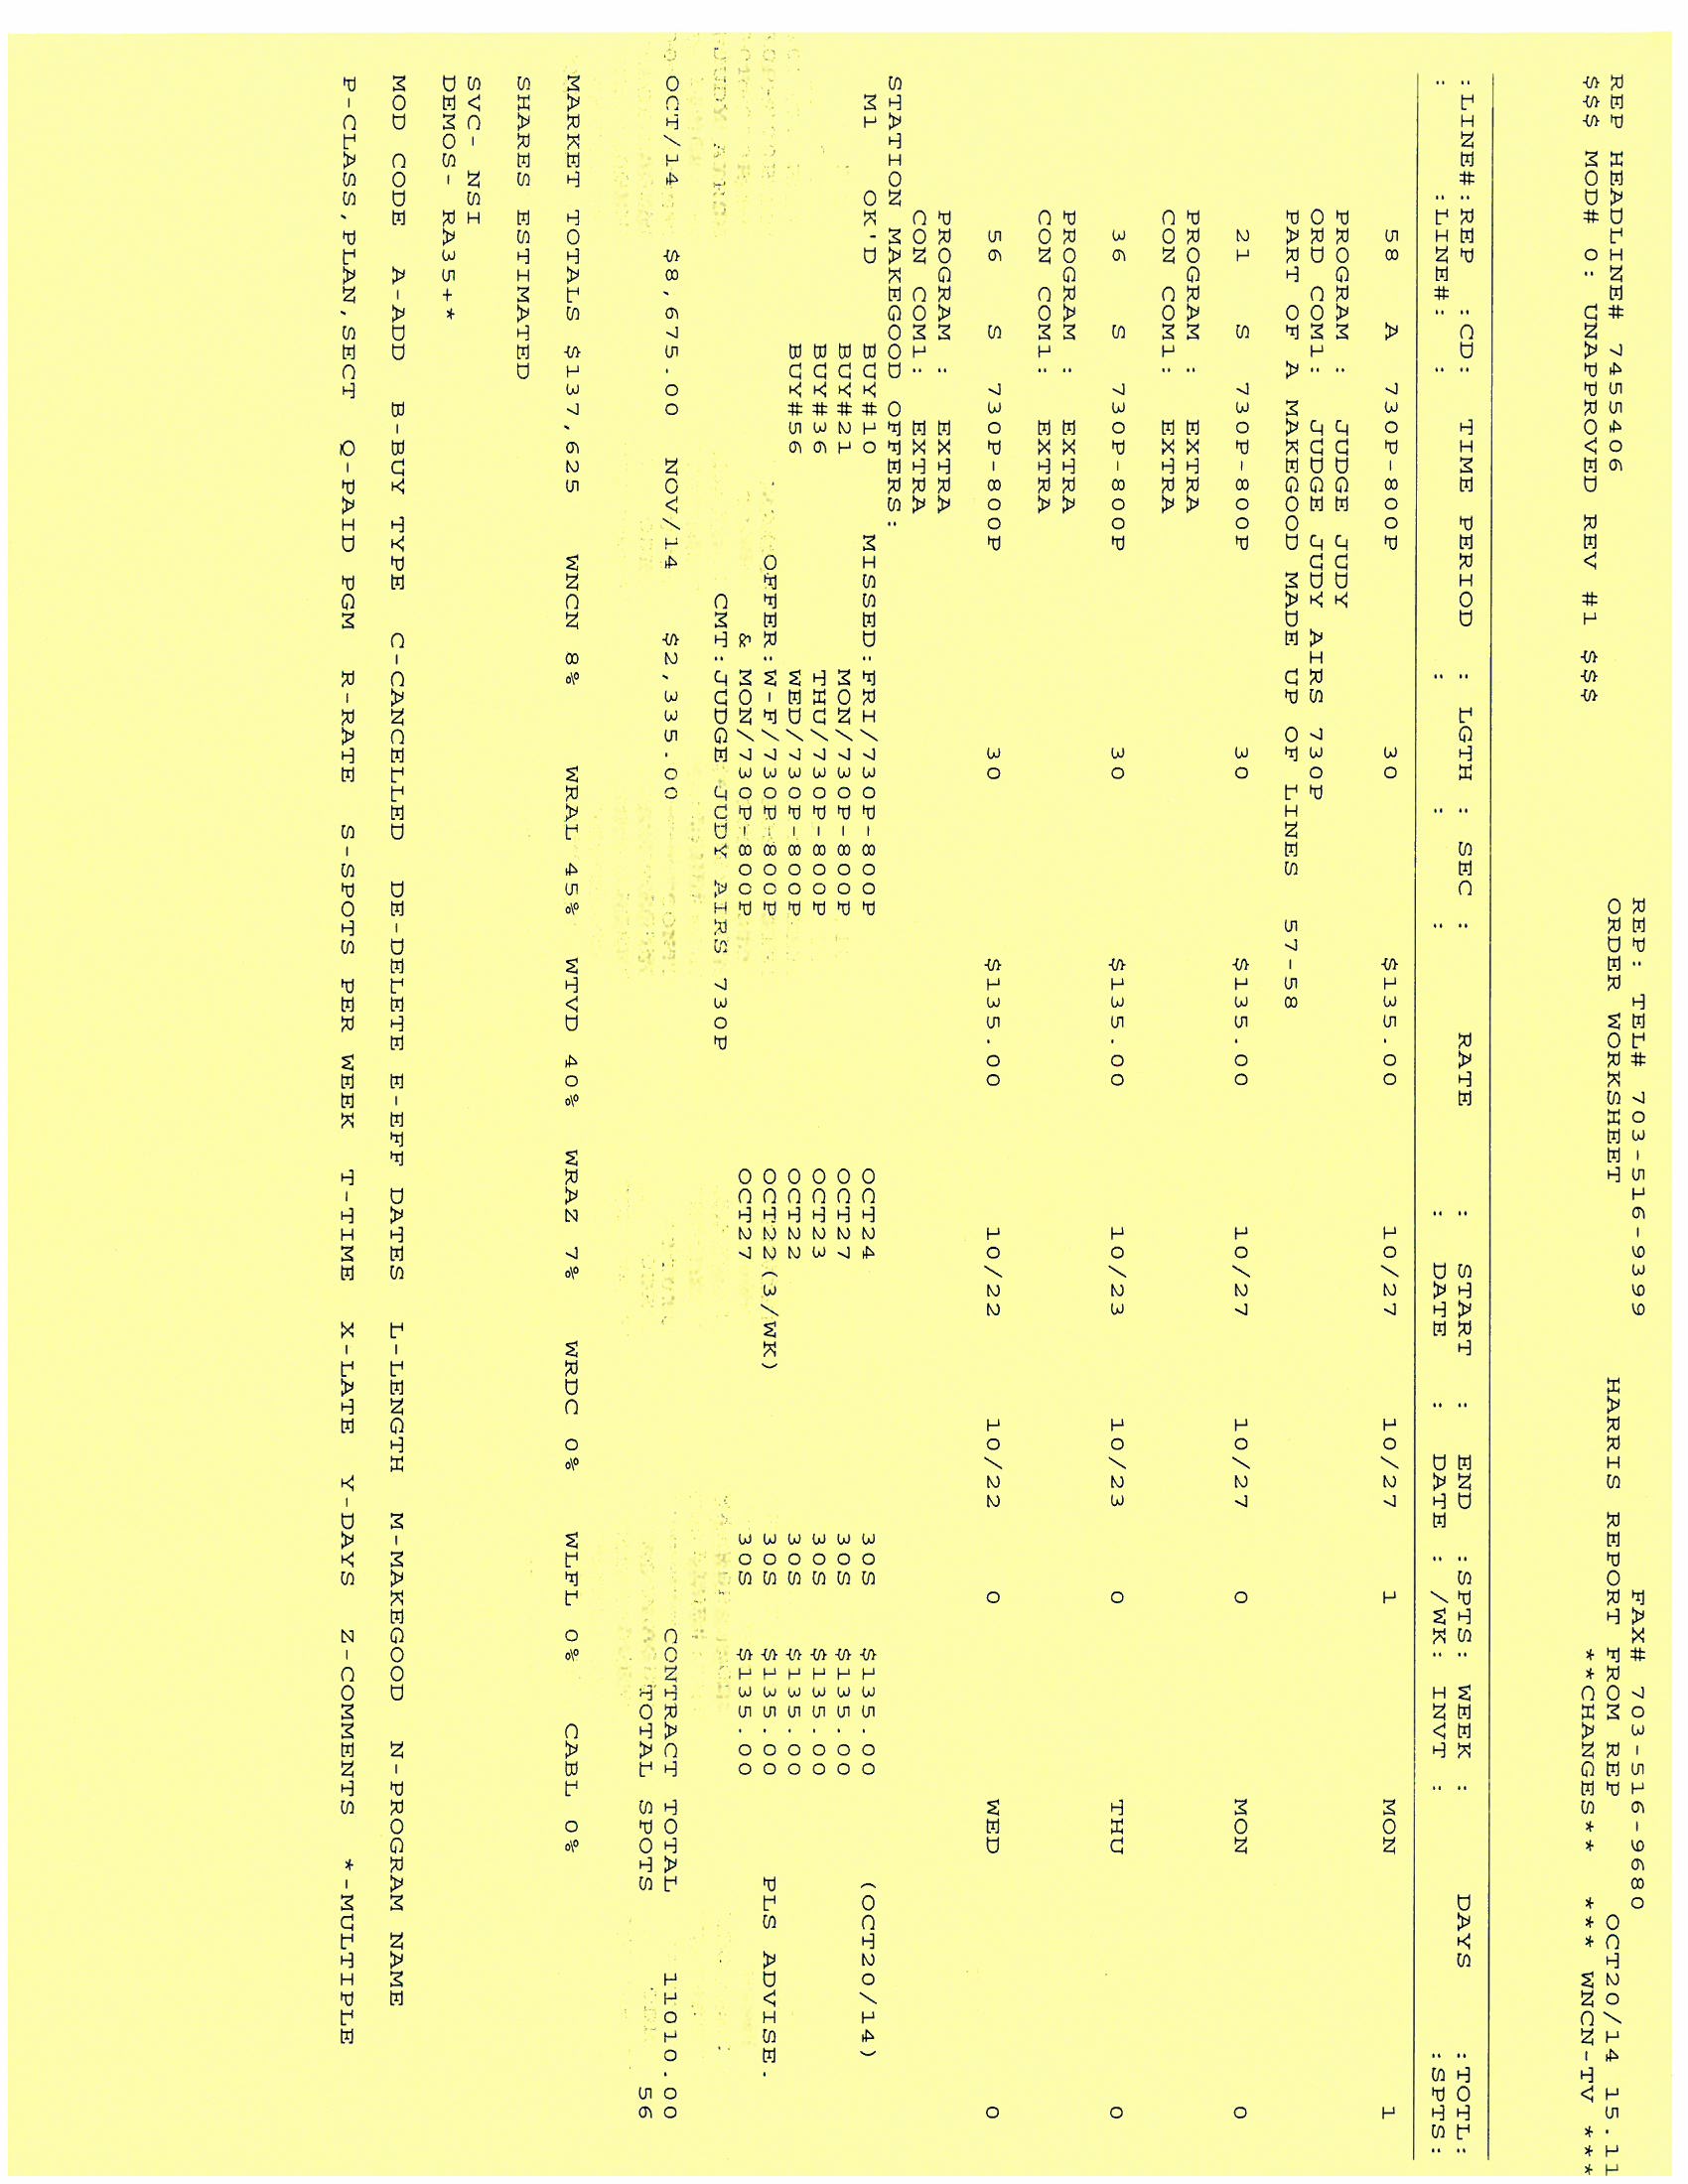 REP: TEL# 703-516-9399 FAX# 703-516-9680
ORDER WORKSHEET HARRIS REPORT FROM REP OCT20/14 15.11
REP HEADLINE# 7455406 **CHANGES** *** WNCN-TV ***
$$$ MOD# 0: UNAPPROVED REV #1 $$$
:LINE#:REP :CD: TIME PERIOD : LGTH : SEC : RATE : START : END :SPTS: WEEK : DAYS :TOTL:
: :LINE#: : : : : DATE : DATE : /WK: INVT : :SPTS:
58 A 730P-800P 30 $135.00 10/27 10/27 1 MON 1
PROGRAM : JUDGE JUDY
ORD COM1: JUDGE JUDY AIRS 730P
PART OF A MAKEGOOD MADE UP OF LINES 57-58
21 S 730P-800P 30 $135.00 10/27 10/27 0 MON 0
PROGRAM : EXTRA
CON COM1: EXTRA
36 S 730P-800P 30 $135.00 10/23 10/23 0 THU 0
PROGRAM : EXTRA
CON COM1: EXTRA
56 S 730P-800P 30 $135.00 10/22 10/22 0 WED 0
PROGRAM : EXTRA
CON COM1: EXTRA
STATION MAKEGOOD OFFERS:
M1 OK'D BUY#10 MISSED:FRI/730P-800P OCT24 30S $135.00 (OCT20/14)
BUY#21 MON/730P-800P OCT27 30S $135.00
BUY#36 THU/730P-800P OCT23 30S $135.00
BUY#56 WED/730P-800P OCT22 30S $135.00
OFFER:W-F/730P-800P OCT22(3/WK) 30S $135.00 PLS ADVISE.
& MON/730P-800P OCT27 30S $135.00
CMT:JUDGE JUDY AIRS 730P
OCT/14 $8,675.00 NOV/14 $2,335.00 CONTRACT TOTAL 11010.00
TOTAL SPOTS 56
MARKET TOTALS $137,625 WNCN 8% WRAL 45% WTVD 40% WRAZ 7% WRDC 0% WLFL 0% CABL 0%
SHARES ESTIMATED
SVC- NSI
DEMOS- RA35+*
MOD CODE A-ADD B-BUY TYPE C-CANCELLED DE-DELETE E-EFF DATES L-LENGTH M-MAKEGOOD N-PROGRAM NAME
P-CLASS,PLAN,SECT Q-PAID PGM R-RATE S-SPOTS PER WEEK T-TIME X-LATE Y-DAYS Z-COMMENTS *-MULTIPLE